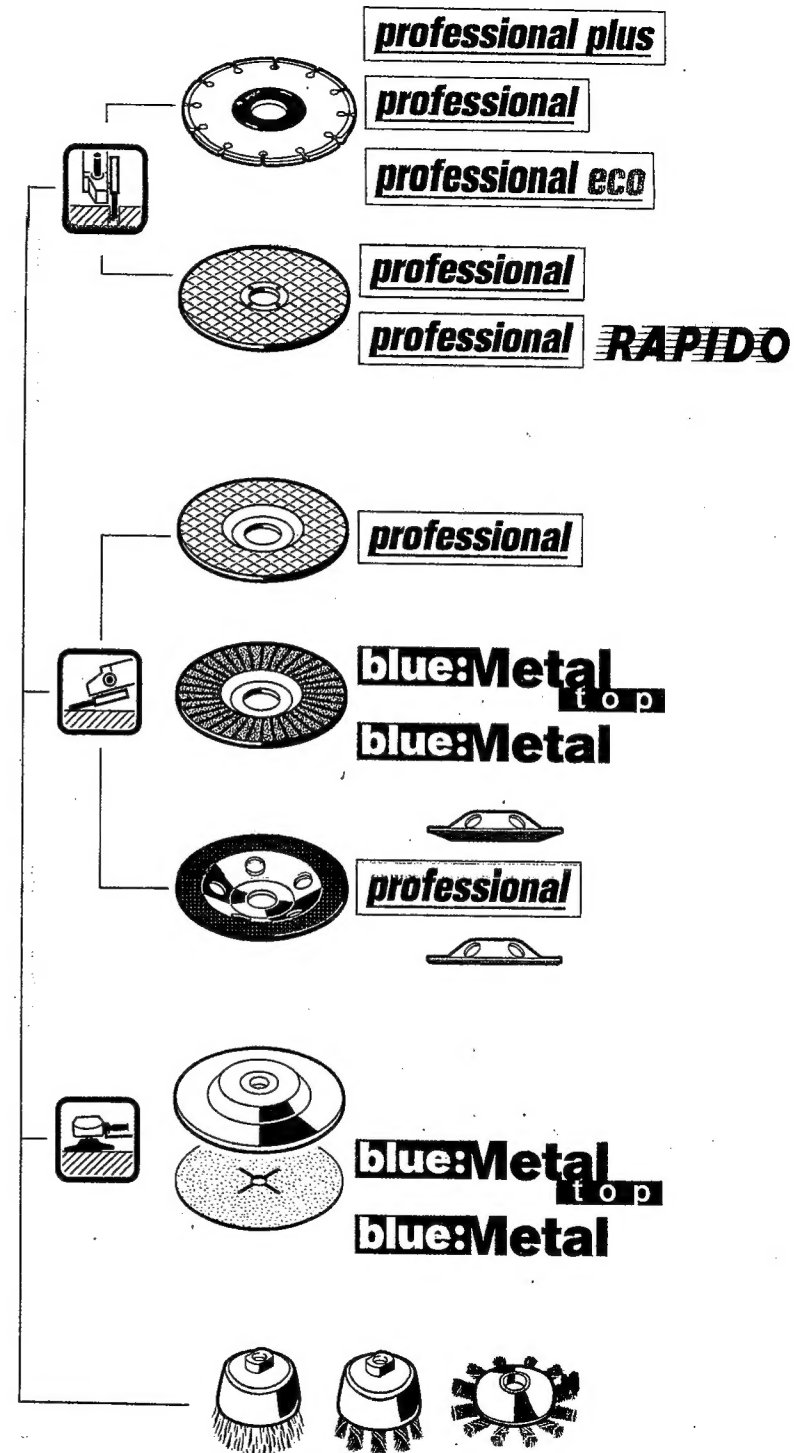 professional plus
professional
professional eco
professional
professional RAPIDO
professional
blue:Metal
top
blue:Metal
professional
blue:Metal
top
blue:Metal